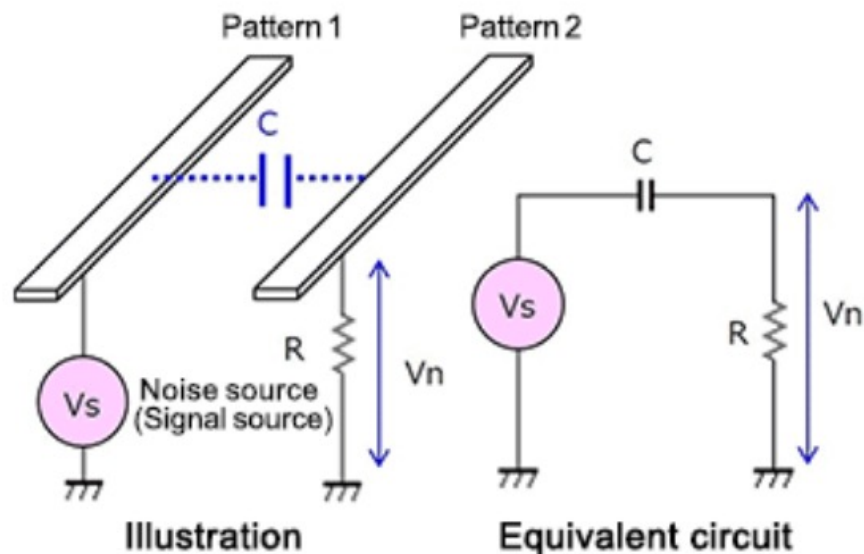 Pattern 1
Pattern 2
C
C
Vs
Vs
R
R
Vn
Vn
Noise source
(Signal source)
Illustration
Equivalent circuit